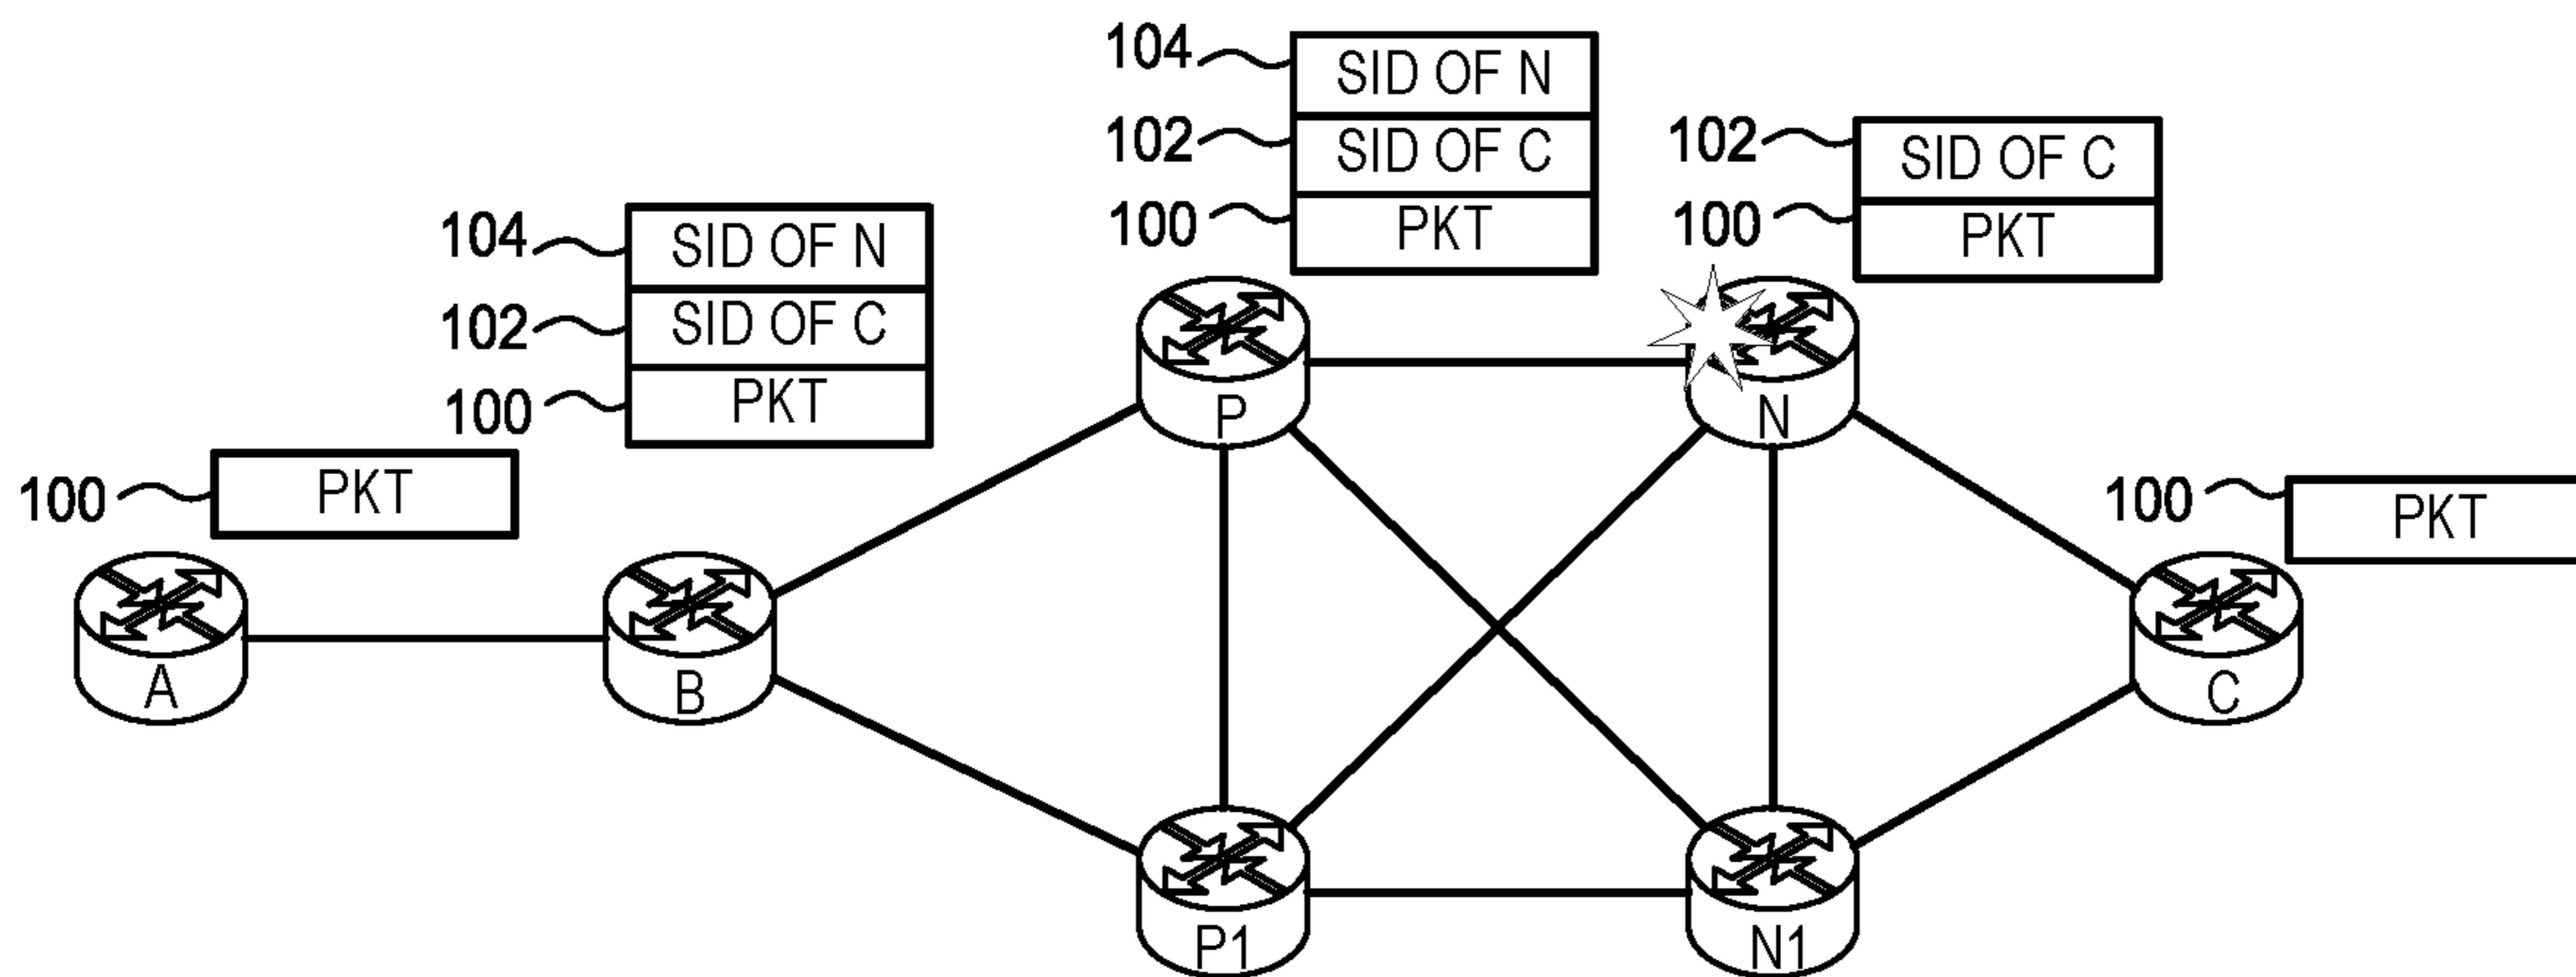 104 SID OF N
102 SID OF C
100 PKT
104 SID OF N
102 SID OF C
100 PKT
102 SID OF C
100 PKT
100 PKT
100 PKT
P
N
A
B
C
P1
N1